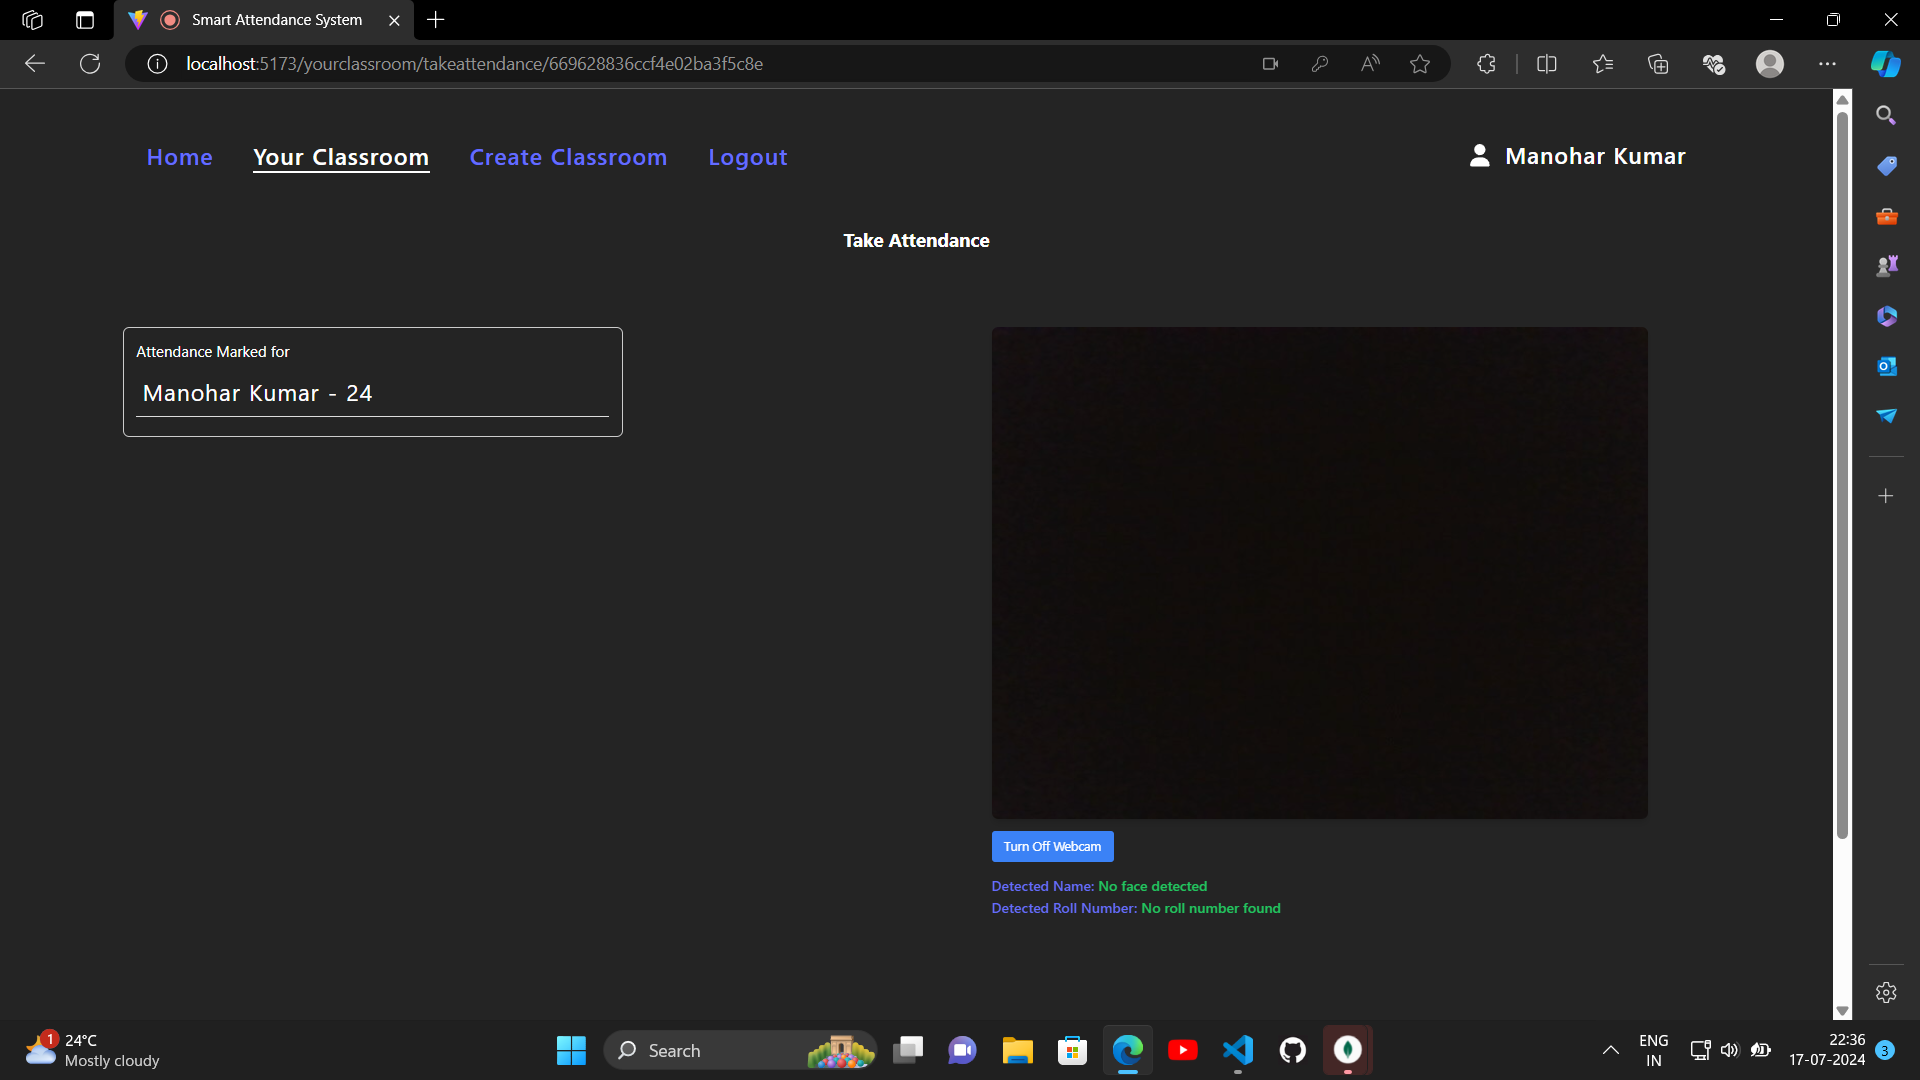 Smart Attendance System
localhost:5173/yourclassroom/takeattendance/669628836ccf4e02ba3f5c8e
Home Your Classroom Create Classroom Logout Manohar Kumar
Take Attendance
Attendance Marked for
Manohar Kumar - 24
Turn Off Webcam
Detected Name: No face detected
Detected Roll Number: No roll number found
1
24°C
Mostly cloudy
Search
ENG
IN
22:36
17-07-2024
3